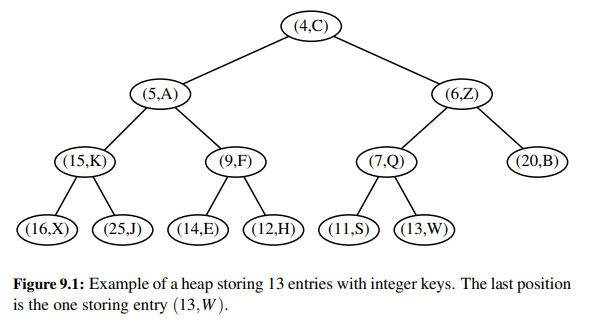 (4,C)
(5,A) (6,Z)
(15,K) (9,F) (7,Q) (20,B)
(16,X) (25,J) (14,E) (12,H) (11,S) (13,W)
Figure 9.1: Example of a heap storing 13 entries with integer keys. The last position
is the one storing entry (13,W).